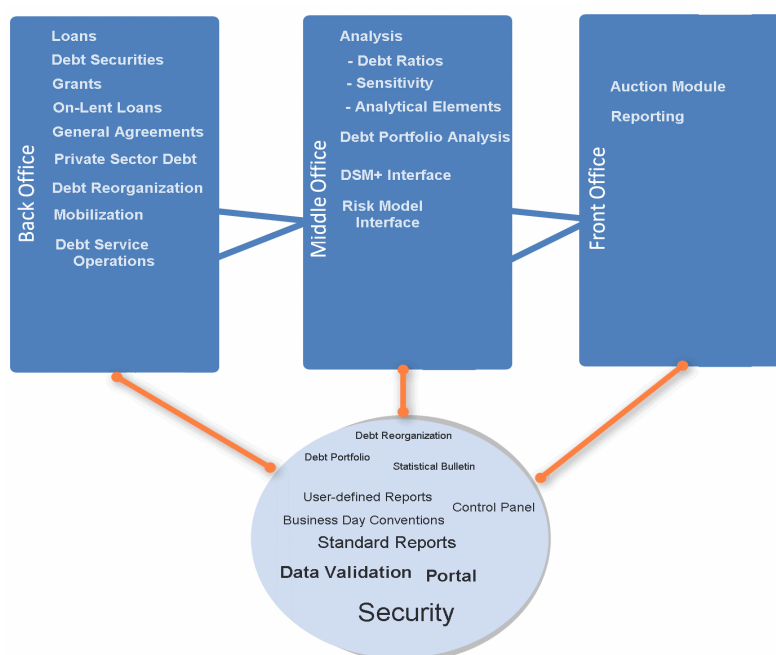 Back Office
Loans
Debt Securities
Grants
On-Lent Loans
General Agreements
Private Sector Debt
Debt Reorganization
Mobilization
Debt Service
Operations
Middle Office
Analysis
- Debt Ratios
- Sensitivity
- Analytical Elements
Debt Portfolio Analysis
DSM+ Interface
Risk Model
Interface
Front Office
Auction Module
Reporting
Debt Reorganization
Debt Portfolio
Statistical Bulletin
User-defined Reports
Control Panel
Business Day Conventions
Standard Reports
Data Validation
Portal
Security